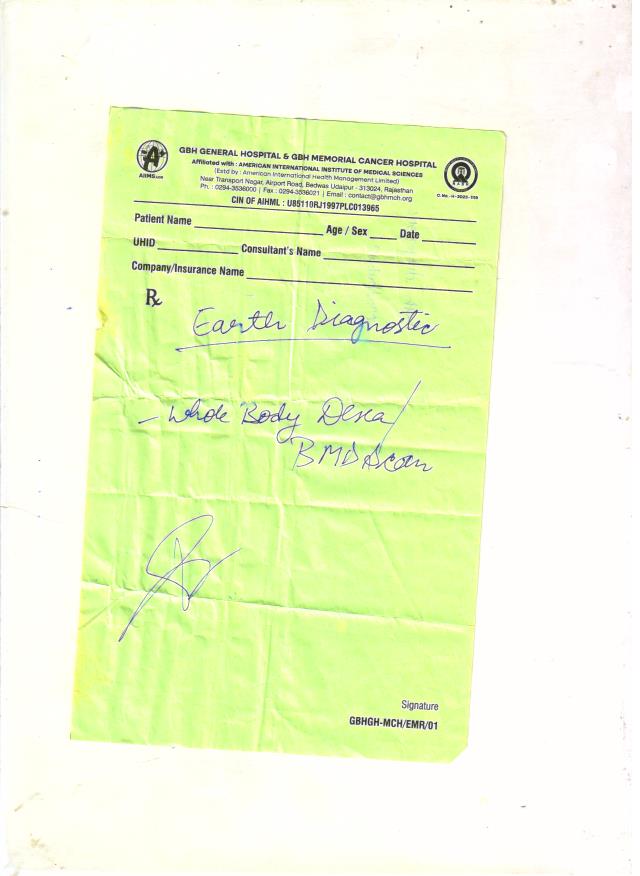 GBH GENERAL HOSPITAL & GBH MEMORIAL CANCER HOSPITAL
Affiliated with : AMERICAN INTERNATIONAL INSTITUTE OF MEDICAL SCIENCES
(Estd by : American International Health Management Limited)
Near Transport Nagar, Airport Road, Bedwas Udaipur - 313024, Rajasthan
Ph. : 0294-3536000 | Fax : 0294-3536021 | Email : contact@gbhmch.org
AIIMS.com
CIN OF AIHML : U85110RJ1997PLC013965
Patient Name Age / Sex Date
UHID Consultant's Name
Company/Insurance Name
℞
Earth Diagnostic
- Whole Body Dexa/
BMD Scan
Signature
GBHGH-MCH/EMR/01